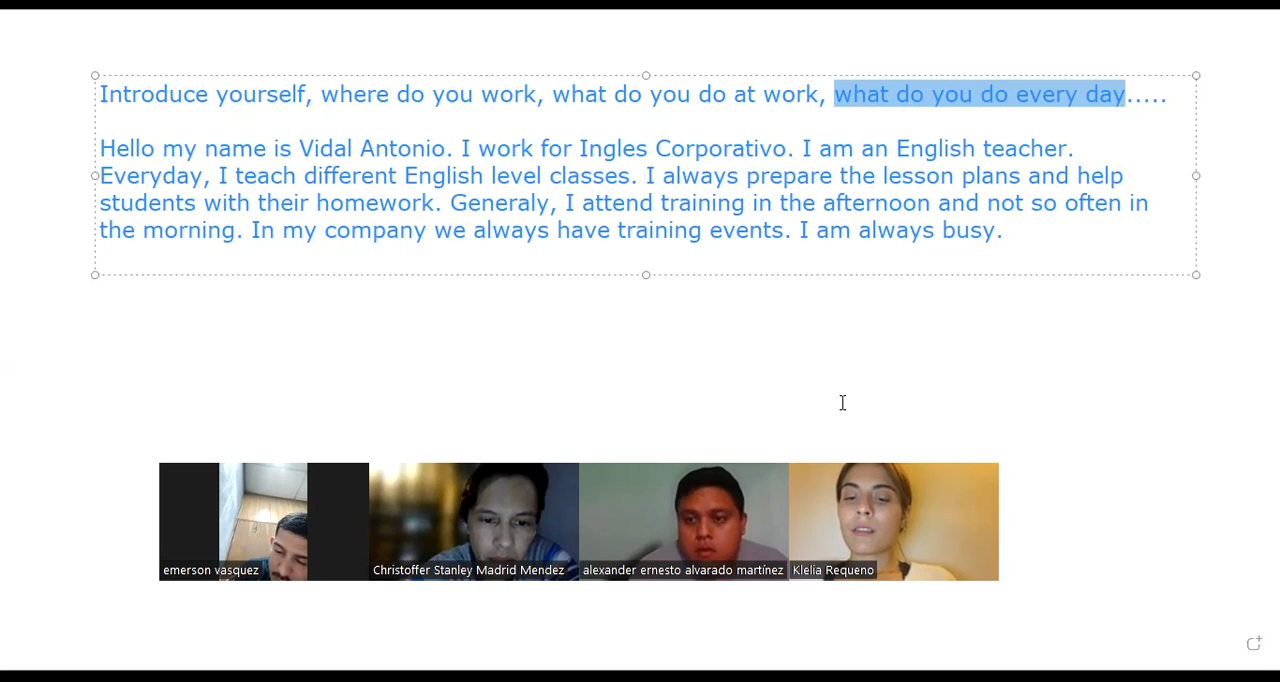 Introduce yourself, where do you work, what do you do at work, what do you do every day.....
Hello my name is Vidal Antonio. I work for Ingles Corporativo. I am an English teacher.
Everyday, I teach different English level classes. I always prepare the lesson plans and help
students with their homework. Generaly, I attend training in the afternoon and not so often in
the morning. In my company we always have training events. I am always busy.
emerson vasquez
Christoffer Stanley Madrid Mendez
alexander ernesto alvarado martínez
Klelia Requeno